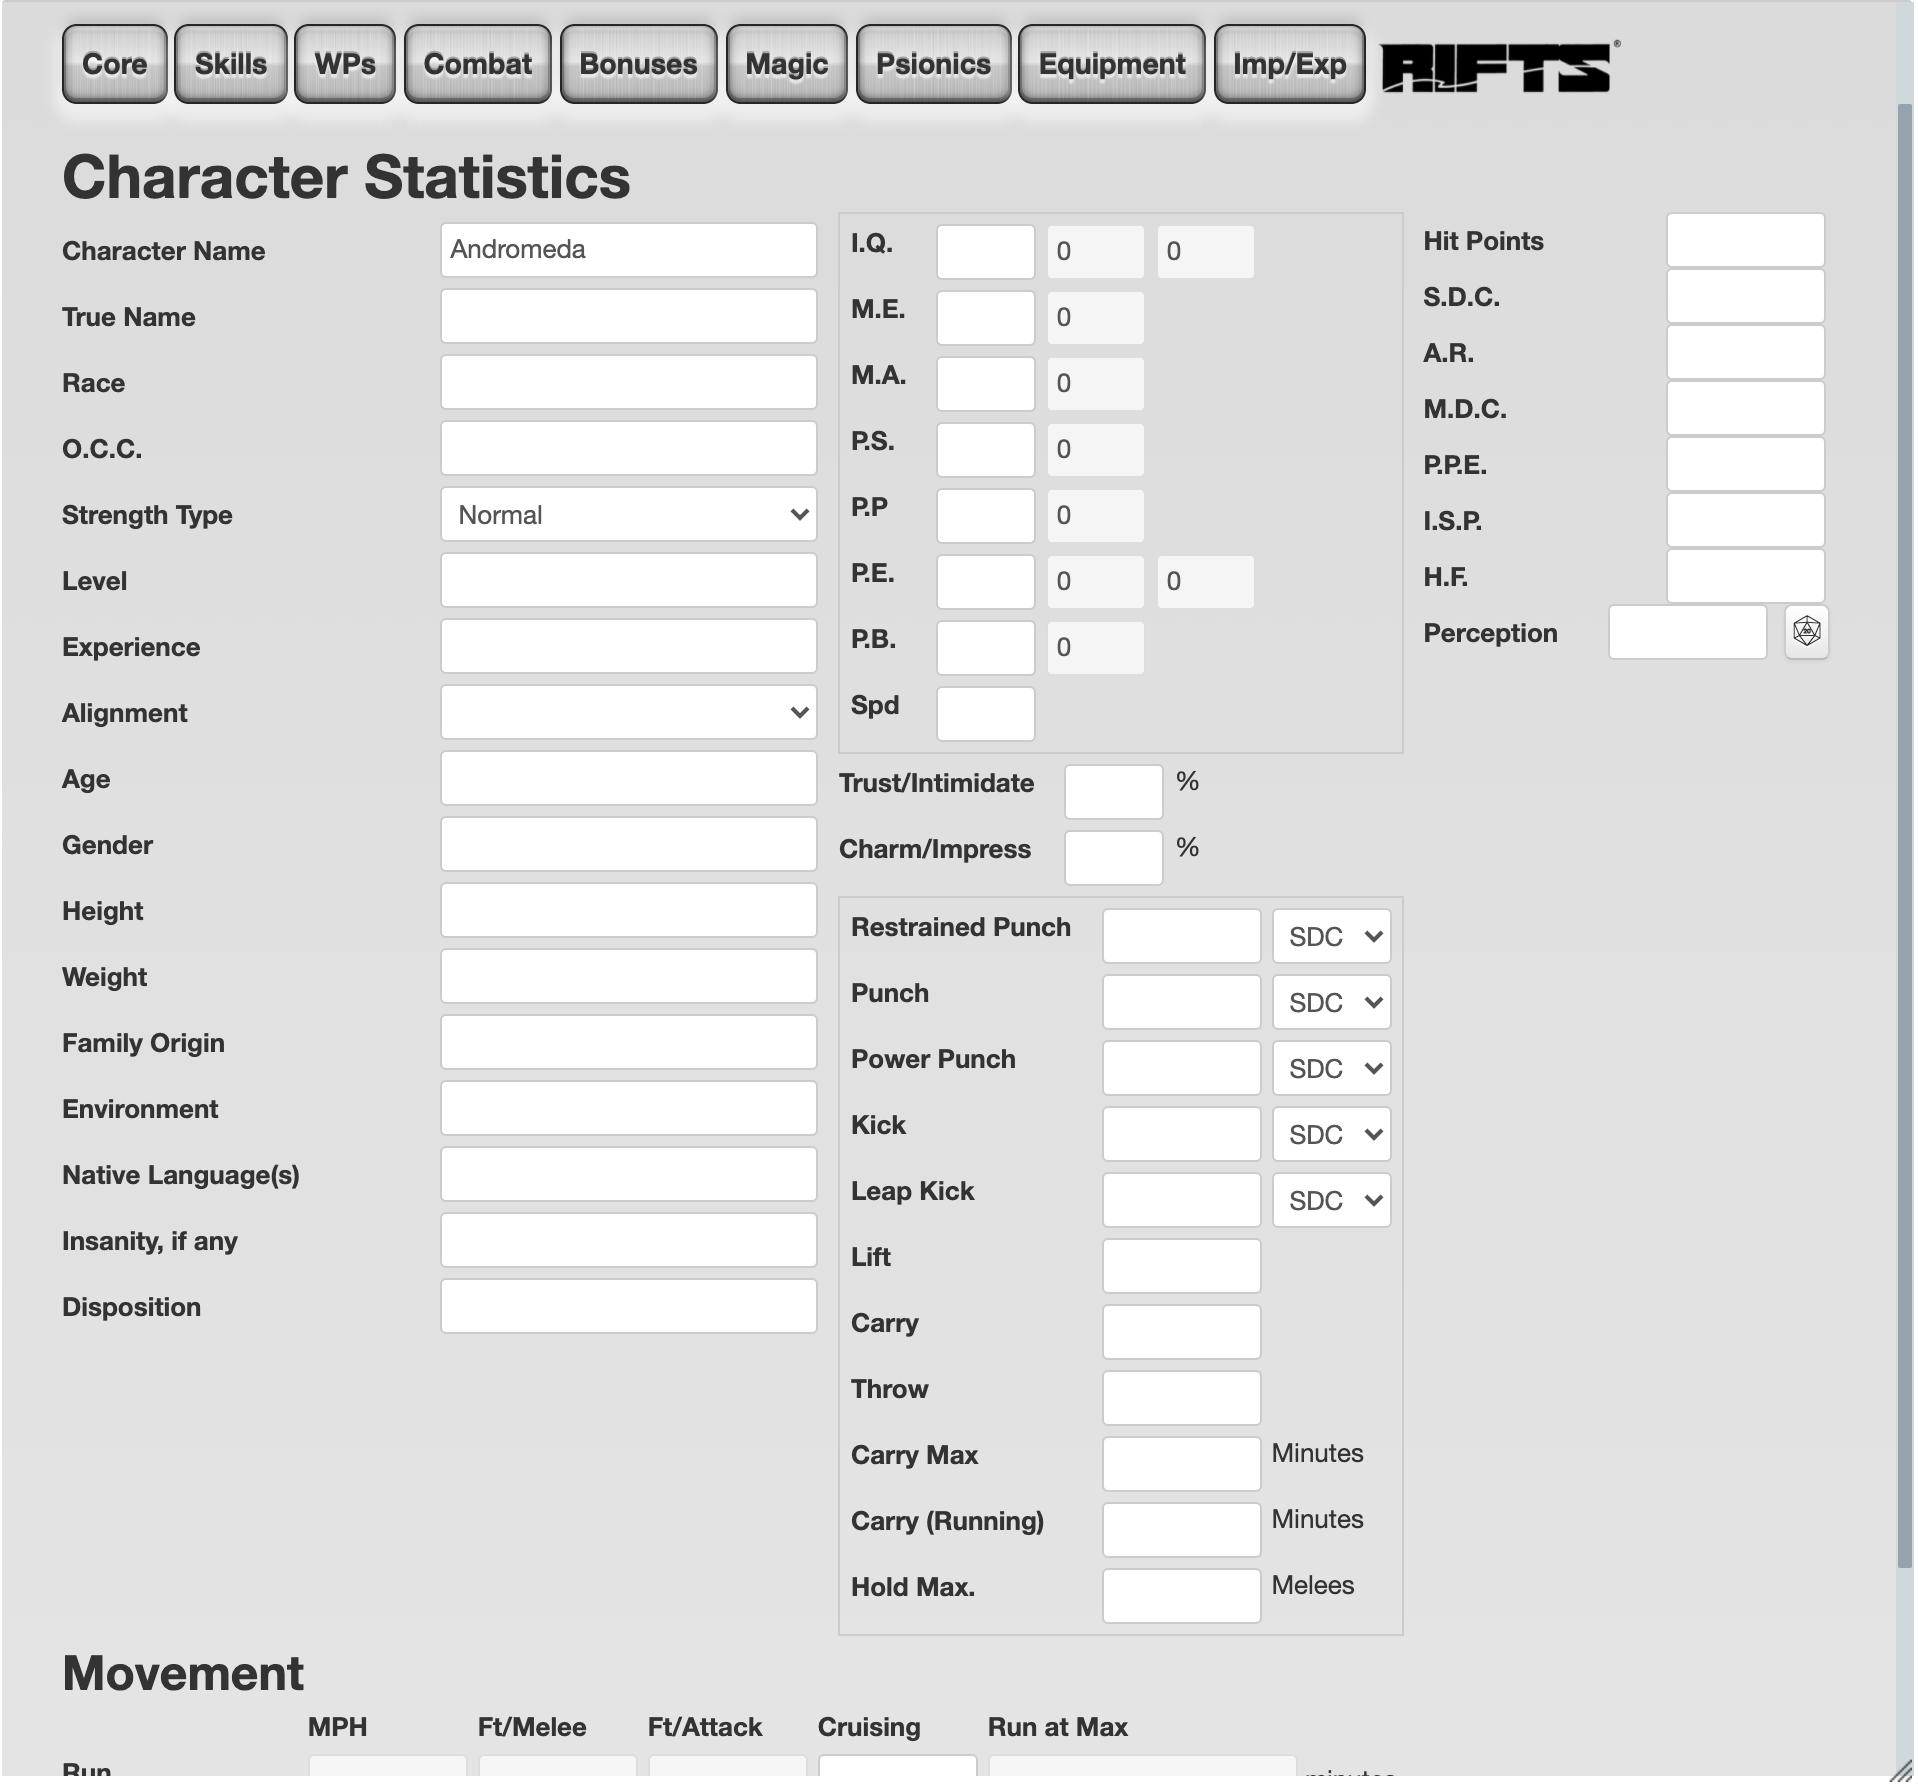 Core Skills WPs Combat Bonuses Magic Psionics Equipment Imp/Exp RIFTS®
Character Statistics
Character Name Andromeda
True Name
Race
O.C.C.
Strength Type Normal
Level
Experience
Alignment
Age
Gender
Height
Weight
Family Origin
Environment
Native Language(s)
Insanity, if any
Disposition
I.Q. 0 0
M.E. 0
M.A. 0
P.S. 0
P.P 0
P.E. 0 0
P.B. 0
Spd
Trust/Intimidate %
Charm/Impress %
Restrained Punch SDC
Punch SDC
Power Punch SDC
Kick SDC
Leap Kick SDC
Lift
Carry
Throw
Carry Max Minutes
Carry (Running) Minutes
Hold Max. Melees
Hit Points
S.D.C.
A.R.
M.D.C.
P.P.E.
I.S.P.
H.F.
Perception
Movement
MPH Ft/Melee Ft/Attack Cruising Run at Max
Run minutes